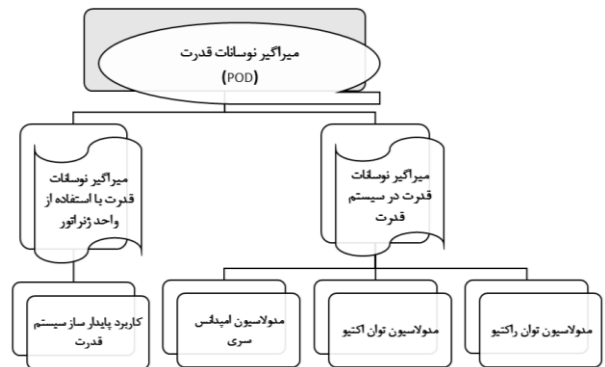 میراگیر نوسانات قدرت
(POD)
میراگیر نوسانات
قدرت در سیستم
قدرت
میراگیر نوسانات
قدرت با استفاده از
واحد ژنراتور
مدولاسیون توان راکتیو
مدولاسیون توان اکتیو
مدولاسیون امپدانس
سری
کاربرد پایدار ساز سیستم
قدرت